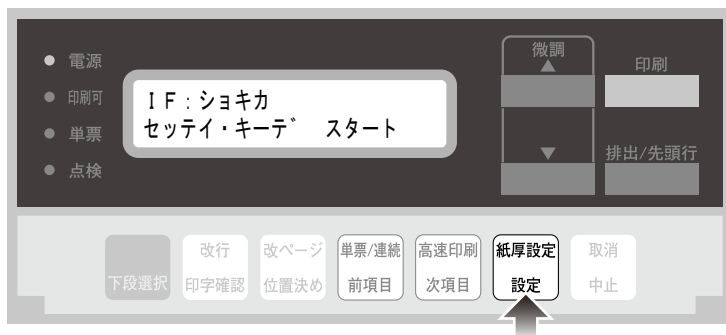 電源
印刷可
単票
点検
ＩＦ：ショキカ
セッテイ・キーデ゛　スタート
微調
▲
▼
印刷
排出/先頭行
下段選択
改行
印字確認
改ページ
位置決め
単票/連続
前項目
高速印刷
次項目
紙厚設定
設定
取消
中止